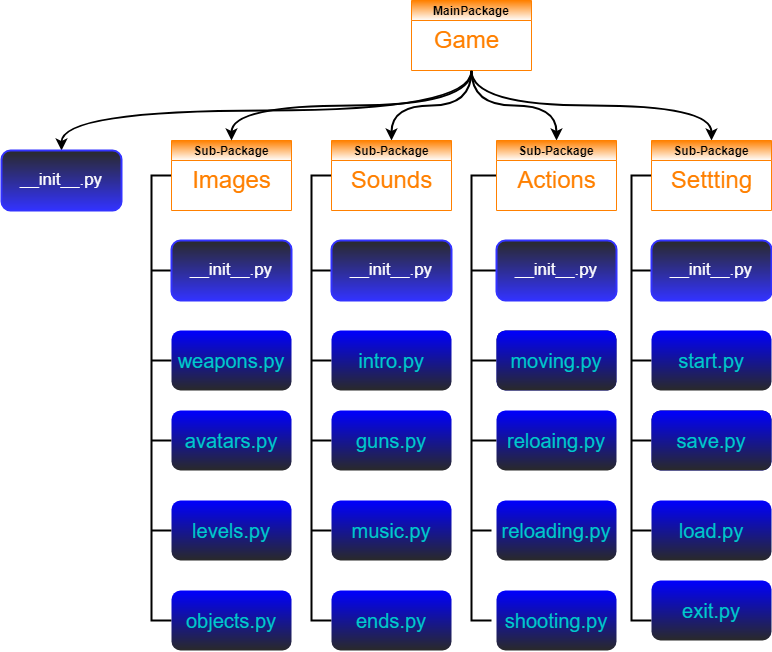 MainPackage
Game
__init__.py
Sub-Package
Images
Sub-Package
Sounds
Sub-Package
Actions
Sub-Package
Settting
__init__.py
__init__.py
__init__.py
__init__.py
weapons.py
intro.py
moving.py
start.py
avatars.py
guns.py
reloaing.py
save.py
levels.py
music.py
reloading.py
load.py
objects.py
ends.py
shooting.py
exit.py